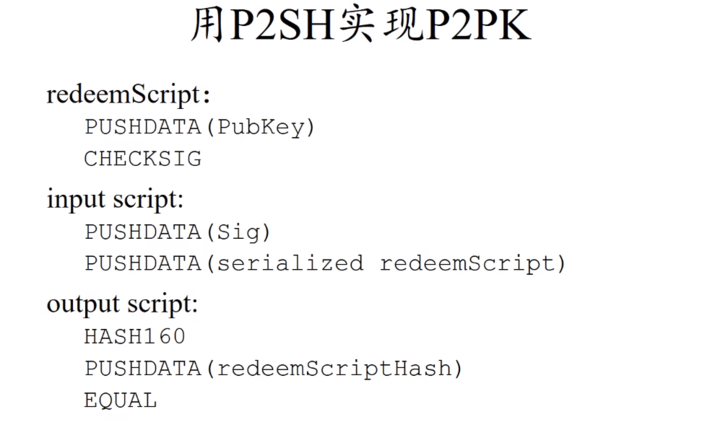 用P2SH实现P2PK
redeemScript:
PUSHDATA(PubKey)
CHECKSIG
input script:
PUSHDATA(Sig)
PUSHDATA(serialized redeemScript)
output script:
HASH160
PUSHDATA(redeemScriptHash)
EQUAL